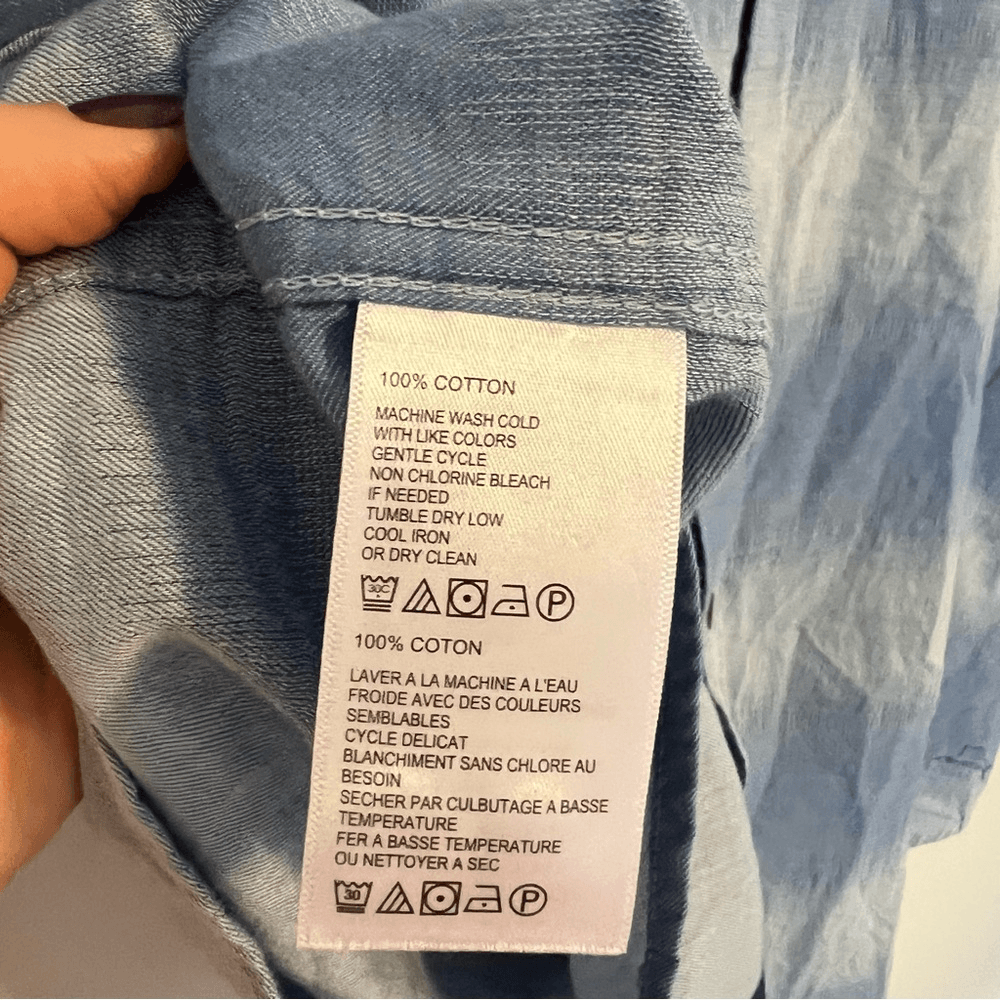 100% COTTON
MACHINE WASH COLD
WITH LIKE COLORS
GENTLE CYCLE
NON CHLORINE BLEACH
IF NEEDED
TUMBLE DRY LOW
COOL IRON
OR DRY CLEAN
30C P
100% COTON
LAVER A LA MACHINE A L'EAU
FROIDE AVEC DES COULEURS
SEMBLABLES
CYCLE DELICAT
BLANCHIMENT SANS CHLORE AU
BESOIN
SECHER PAR CULBUTAGE A BASSE
TEMPERATURE
FER A BASSE TEMPERATURE
OU NETTOYER A SEC
30 P